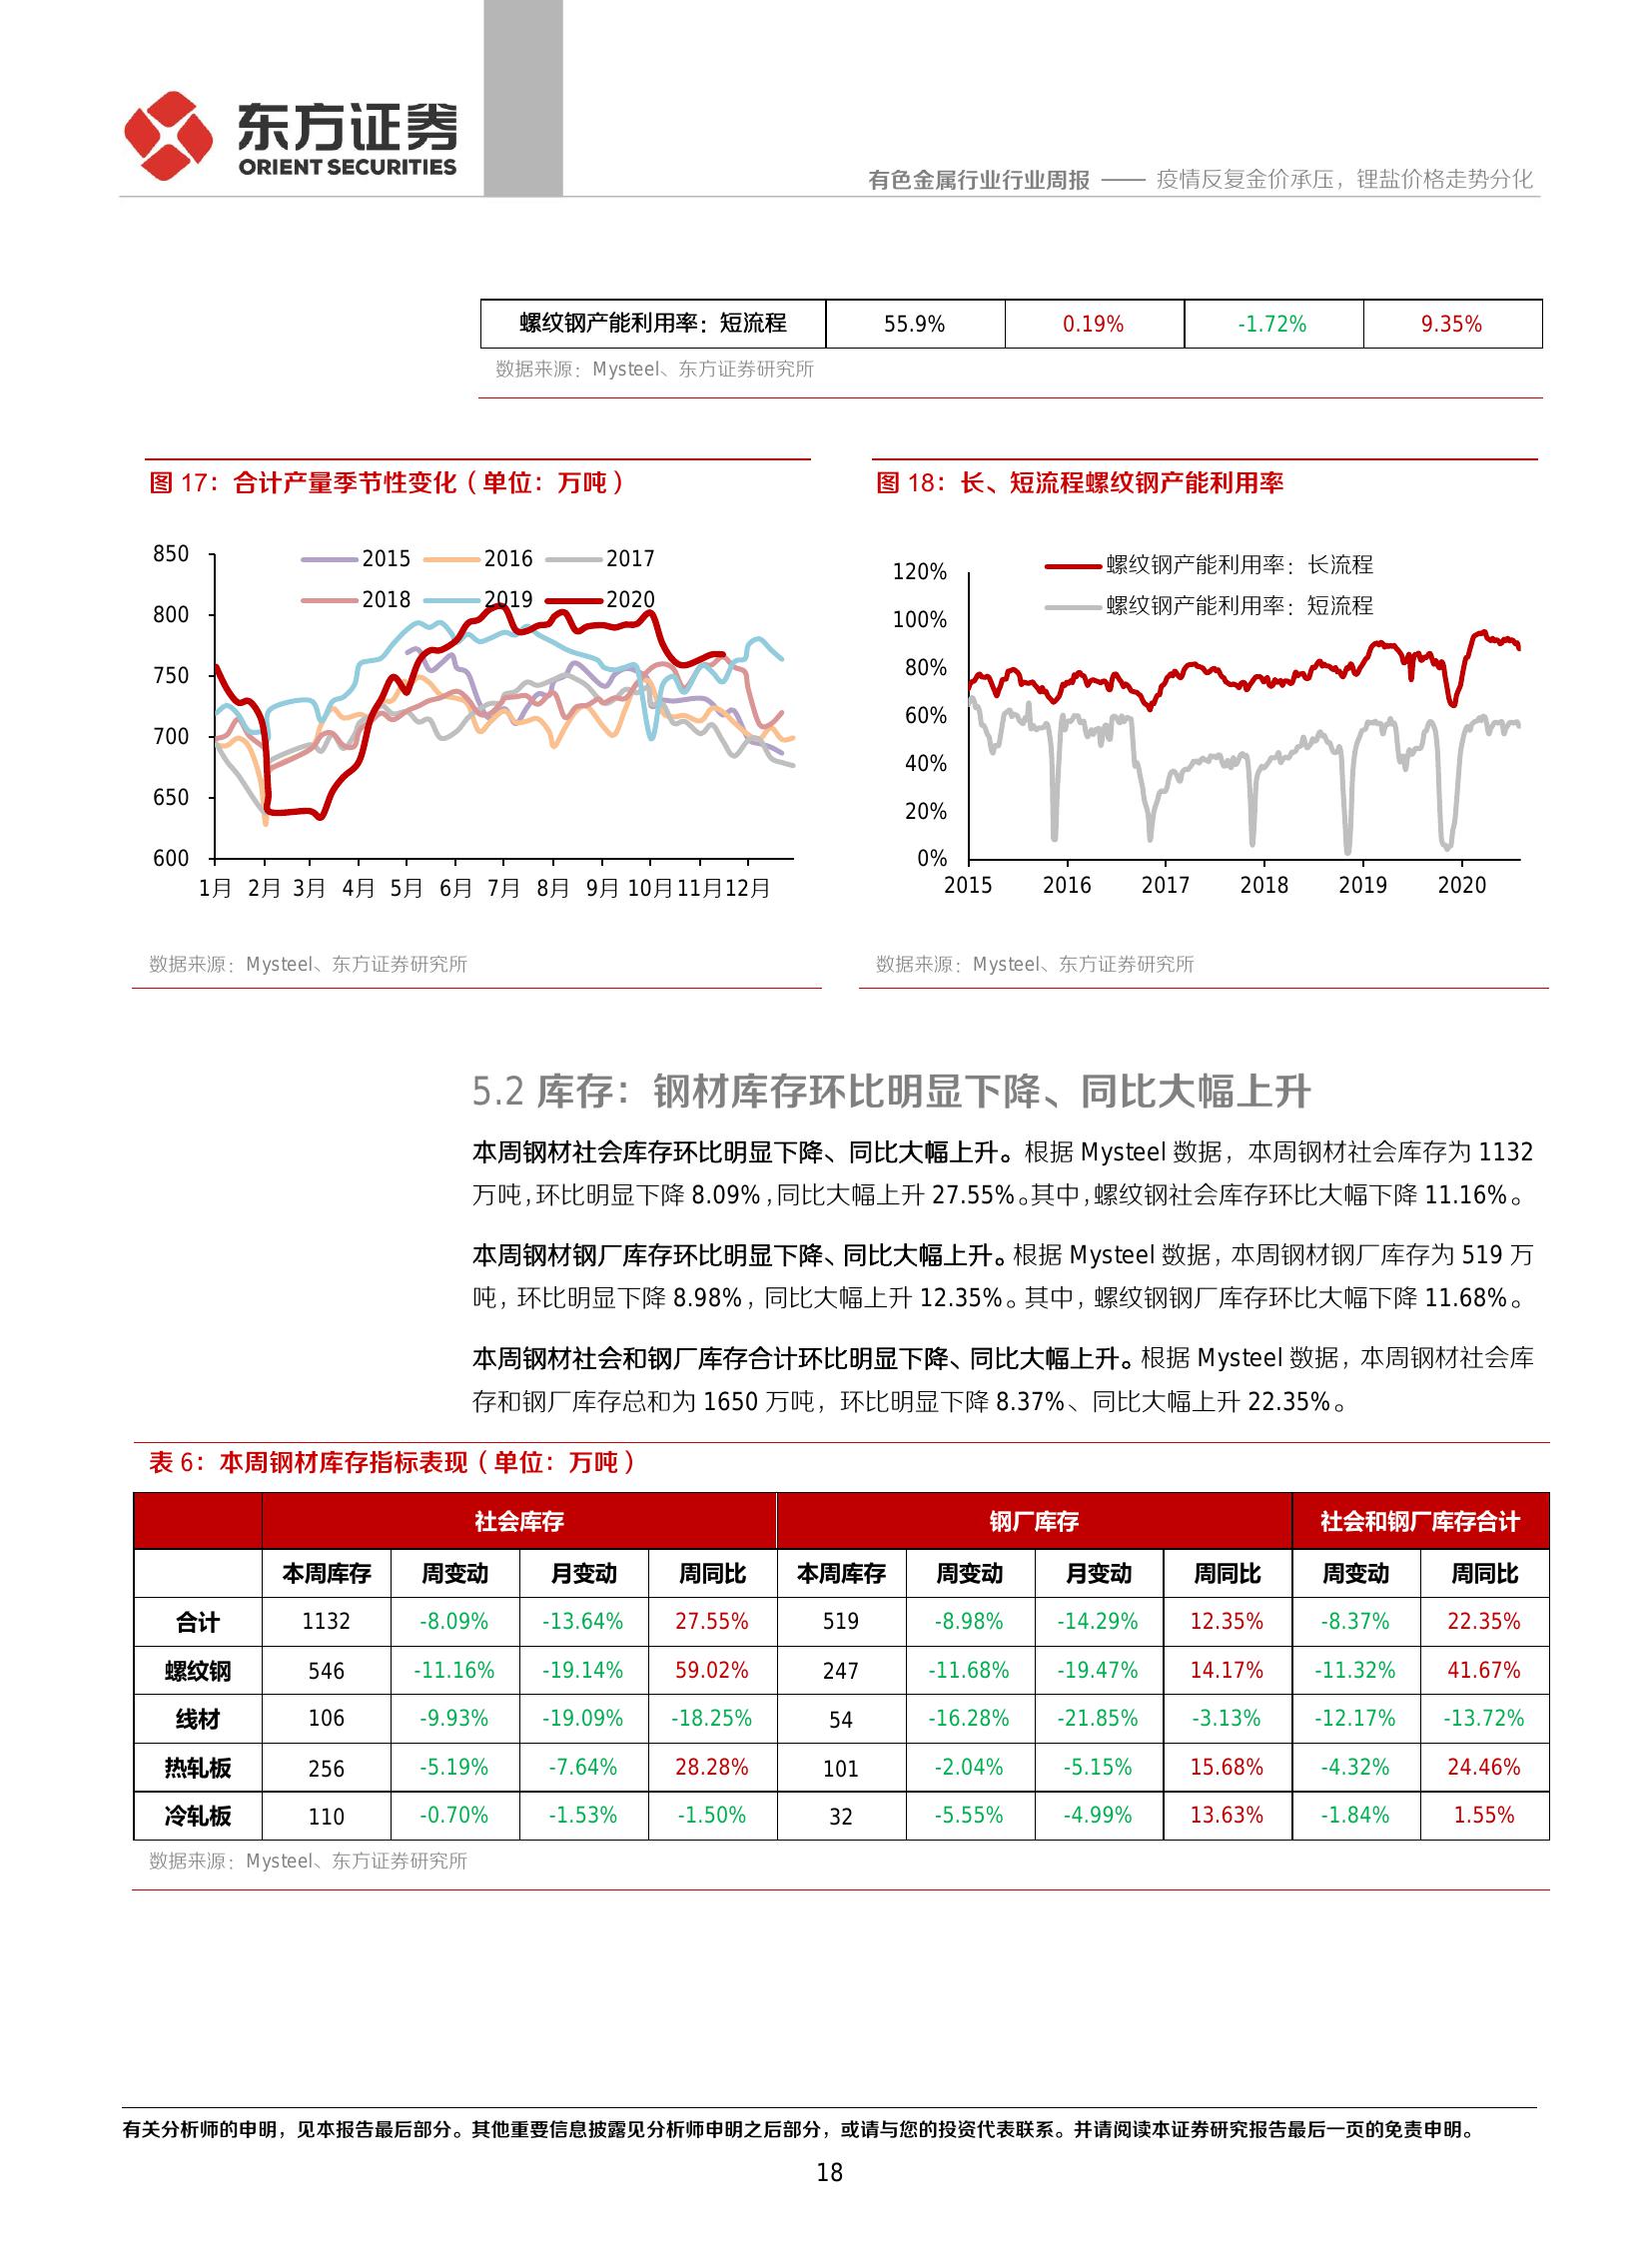 东方证券
ORIENT SECURITIES
有色金属行业行业周报 —— 疫情反复金价承压，锂盐价格走势分化
螺纹钢产能利用率：短流程 55.9% 0.19% -1.72% 9.35%
数据来源：Mysteel、东方证券研究所
图 17：合计产量季节性变化（单位：万吨）
850
800
750
700
650
600
2015 2016 2017
2018 2019 2020
1月 2月 3月 4月 5月 6月 7月 8月 9月 10月 11月 12月
数据来源：Mysteel、东方证券研究所
图 18：长、短流程螺纹钢产能利用率
120%
100%
80%
60%
40%
20%
0%
螺纹钢产能利用率：长流程
螺纹钢产能利用率：短流程
2015 2016 2017 2018 2019 2020
数据来源：Mysteel、东方证券研究所
5.2 库存：钢材库存环比明显下降、同比大幅上升
本周钢材社会库存环比明显下降、同比大幅上升。根据 Mysteel 数据，本周钢材社会库存为 1132
万吨，环比明显下降 8.09%，同比大幅上升 27.55%。其中，螺纹钢社会库存环比大幅下降 11.16%。
本周钢材钢厂库存环比明显下降、同比大幅上升。根据 Mysteel 数据，本周钢材钢厂库存为 519 万
吨，环比明显下降 8.98%，同比大幅上升 12.35%。其中，螺纹钢钢厂库存环比大幅下降 11.68%。
本周钢材社会和钢厂库存合计环比明显下降、同比大幅上升。根据 Mysteel 数据，本周钢材社会库
存和钢厂库存总和为 1650 万吨，环比明显下降 8.37%、同比大幅上升 22.35%。
表 6：本周钢材库存指标表现（单位：万吨）
社会库存 钢厂库存 社会和钢厂库存合计
本周库存 周变动 月变动 周同比 本周库存 周变动 月变动 周同比 周变动 周同比
合计 1132 -8.09% -13.64% 27.55% 519 -8.98% -14.29% 12.35% -8.37% 22.35%
螺纹钢 546 -11.16% -19.14% 59.02% 247 -11.68% -19.47% 14.17% -11.32% 41.67%
线材 106 -9.93% -19.09% -18.25% 54 -16.28% -21.85% -3.13% -12.17% -13.72%
热轧板 256 -5.19% -7.64% 28.28% 101 -2.04% -5.15% 15.68% -4.32% 24.46%
冷轧板 110 -0.70% -1.53% -1.50% 32 -5.55% -4.99% 13.63% -1.84% 1.55%
数据来源：Mysteel、东方证券研究所
有关分析师的申明，见本报告最后部分。其他重要信息披露见分析师申明之后部分，或请与您的投资代表联系。并请阅读本证券研究报告最后一页的免责申明。
18